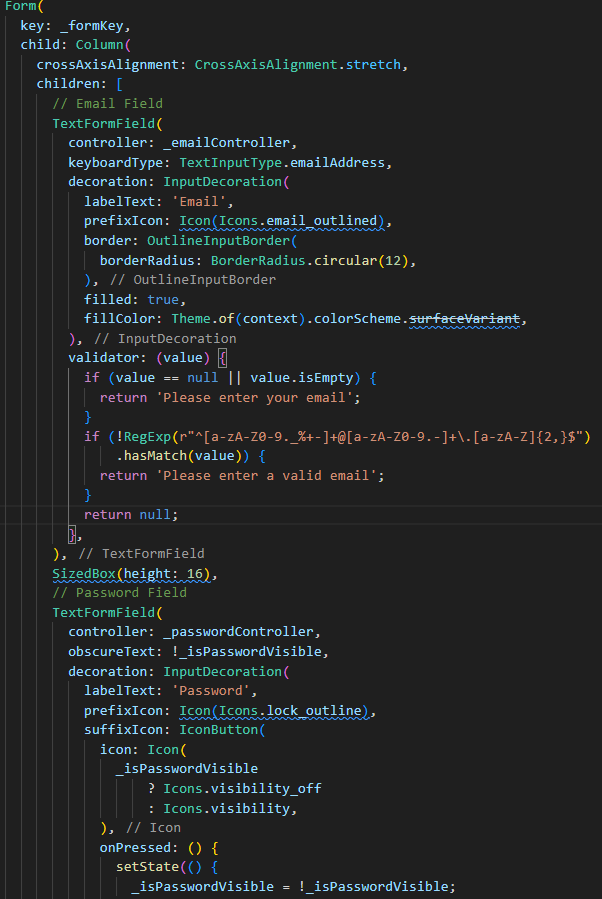 Form(
key: _formKey,
child: Column(
crossAxisAlignment: CrossAxisAlignment.stretch,
children: [
// Email Field
TextFormField(
controller: _emailController,
keyboardType: TextInputType.emailAddress,
decoration: InputDecoration(
labelText: 'Email',
prefixIcon: Icon(Icons.email_outlined),
border: OutlineInputBorder(
borderRadius: BorderRadius.circular(12),
), // OutlineInputBorder
filled: true,
fillColor: Theme.of(context).colorScheme.surfaceVariant,
), // InputDecoration
validator: (value) {
if (value == null || value.isEmpty) {
return 'Please enter your email';
}
if (!RegExp(r"^[a-zA-Z0-9._%+-]+@[a-zA-Z0-9.-]+\.[a-zA-Z]{2,}$")
.hasMatch(value)) {
return 'Please enter a valid email';
}
return null;
},
), // TextFormField
SizedBox(height: 16),
// Password Field
TextFormField(
controller: _passwordController,
obscureText: !_isPasswordVisible,
decoration: InputDecoration(
labelText: 'Password',
prefixIcon: Icon(Icons.lock_outline),
suffixIcon: IconButton(
icon: Icon(
_isPasswordVisible
? Icons.visibility_off
: Icons.visibility,
), // Icon
onPressed: () {
setState(() {
_isPasswordVisible = !_isPasswordVisible;